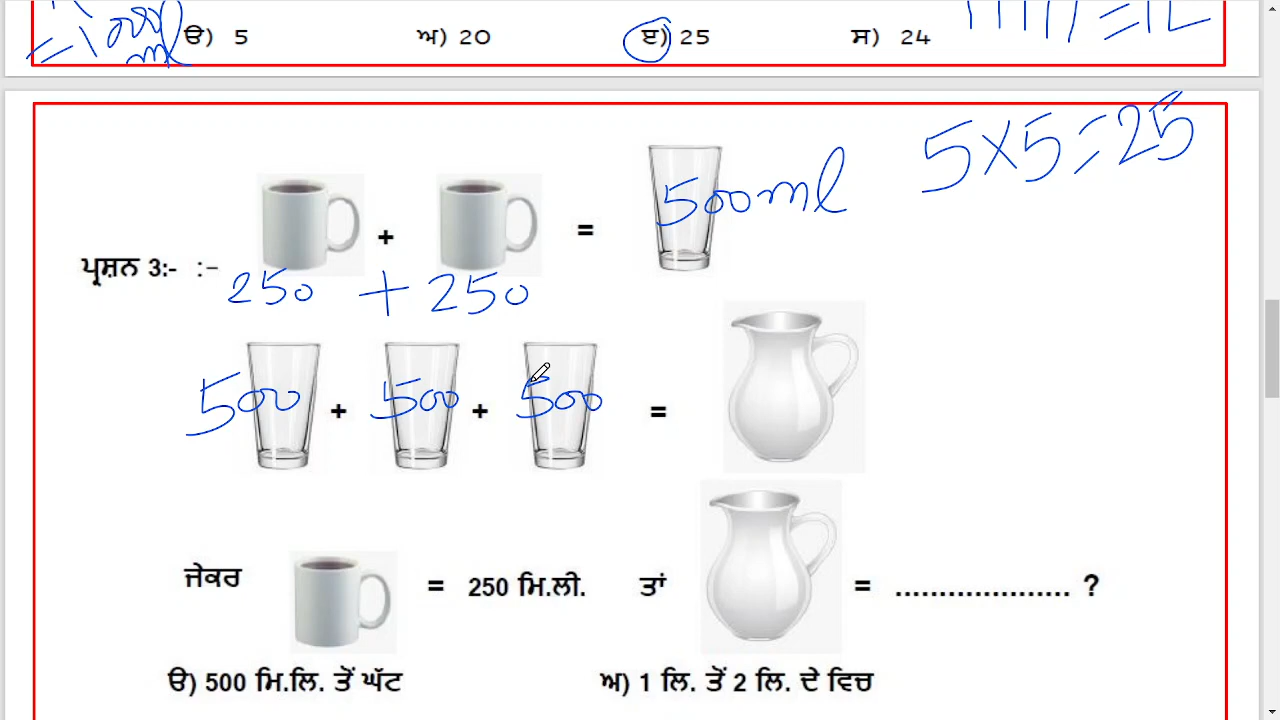 ੳ) 5 ਅ) 20 ੲ) 25 ਸ) 24
5×5=25
500ml
+ =
ਪ੍ਰਸ਼ਨ 3:- :-
250 + 250
500 + 500 + 500 =
ਜੇਕਰ = 250 ਮਿ.ਲੀ. ਤਾਂ = .................... ?
ੳ) 500 ਮਿ.ਲਿ. ਤੋਂ ਘੱਟ ਅ) 1 ਲਿ. ਤੋਂ 2 ਲਿ. ਦੇ ਵਿਚ